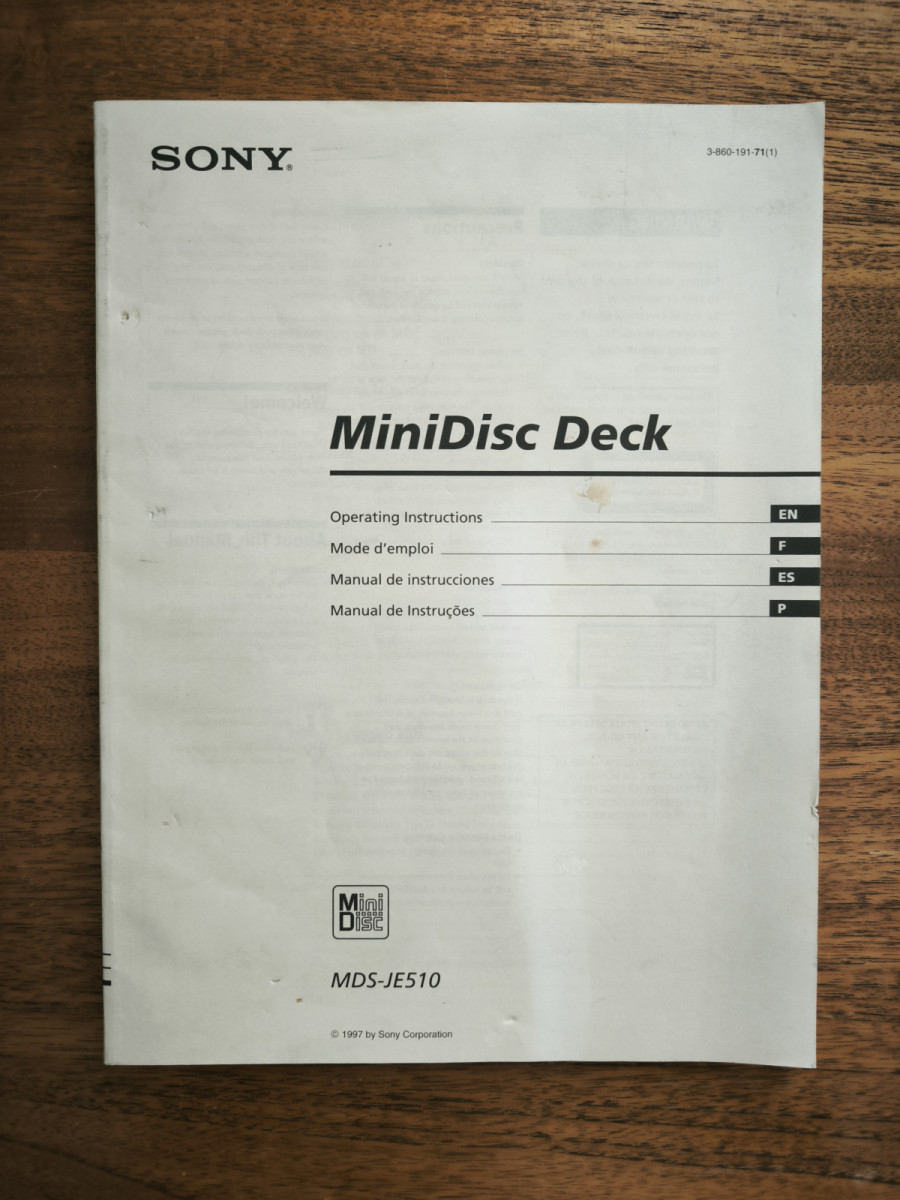 SONY®
3-860-191-71(1)
MiniDisc Deck
Operating Instructions EN
Mode d'emploi F
Manual de instrucciones ES
Manual de Instruções P
Mini
Disc
MDS-JE510
© 1997 by Sony Corporation